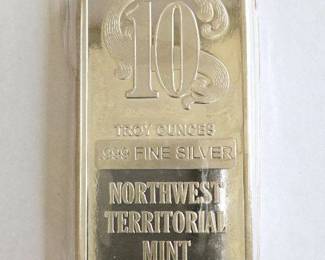 10
TROY OUNCES
.999 FINE SILVER
NORTHWEST
TERRITORIAL
MINT